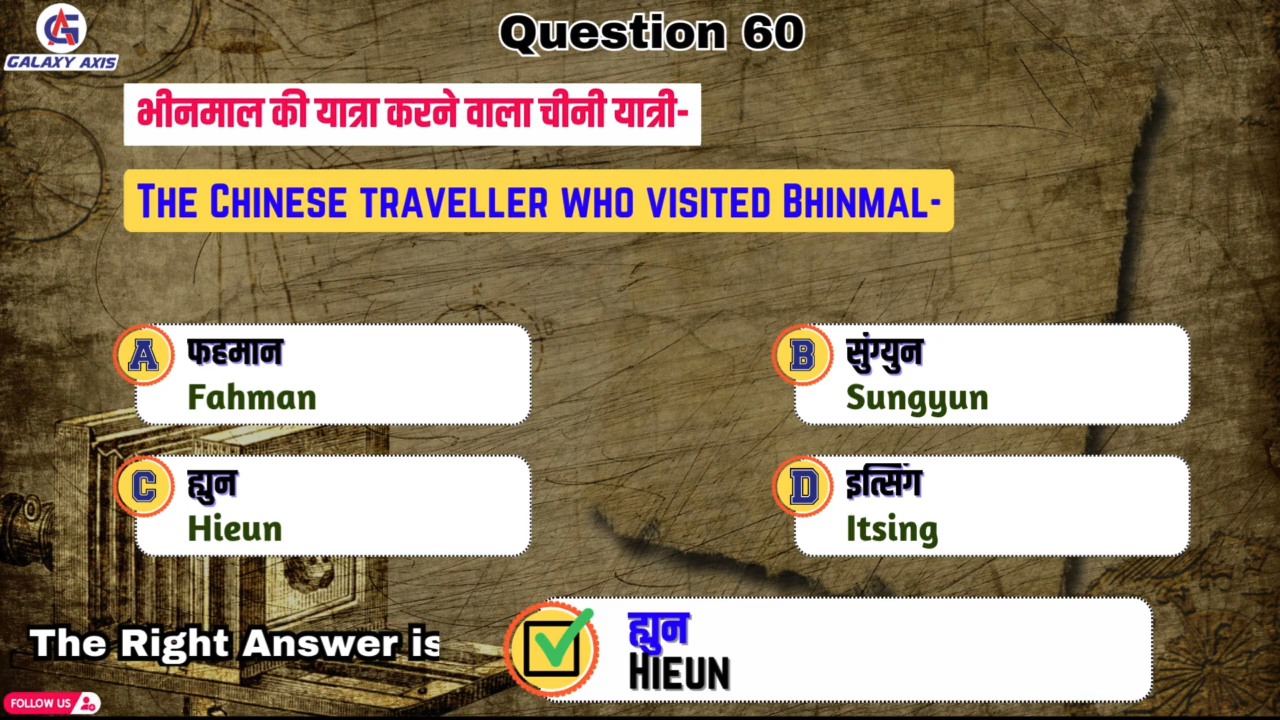 GALAXY AXIS
Question 60
भीनमाल की यात्रा करने वाला चीनी यात्री-
THE CHINESE TRAVELLER WHO VISITED BHINMAL-
A फहमान
Fahman
B सुंग्युन
Sungyun
C ह्युन
Hieun
D इत्सिंग
Itsing
The Right Answer is
ह्युन
HIEUN
FOLLOW US